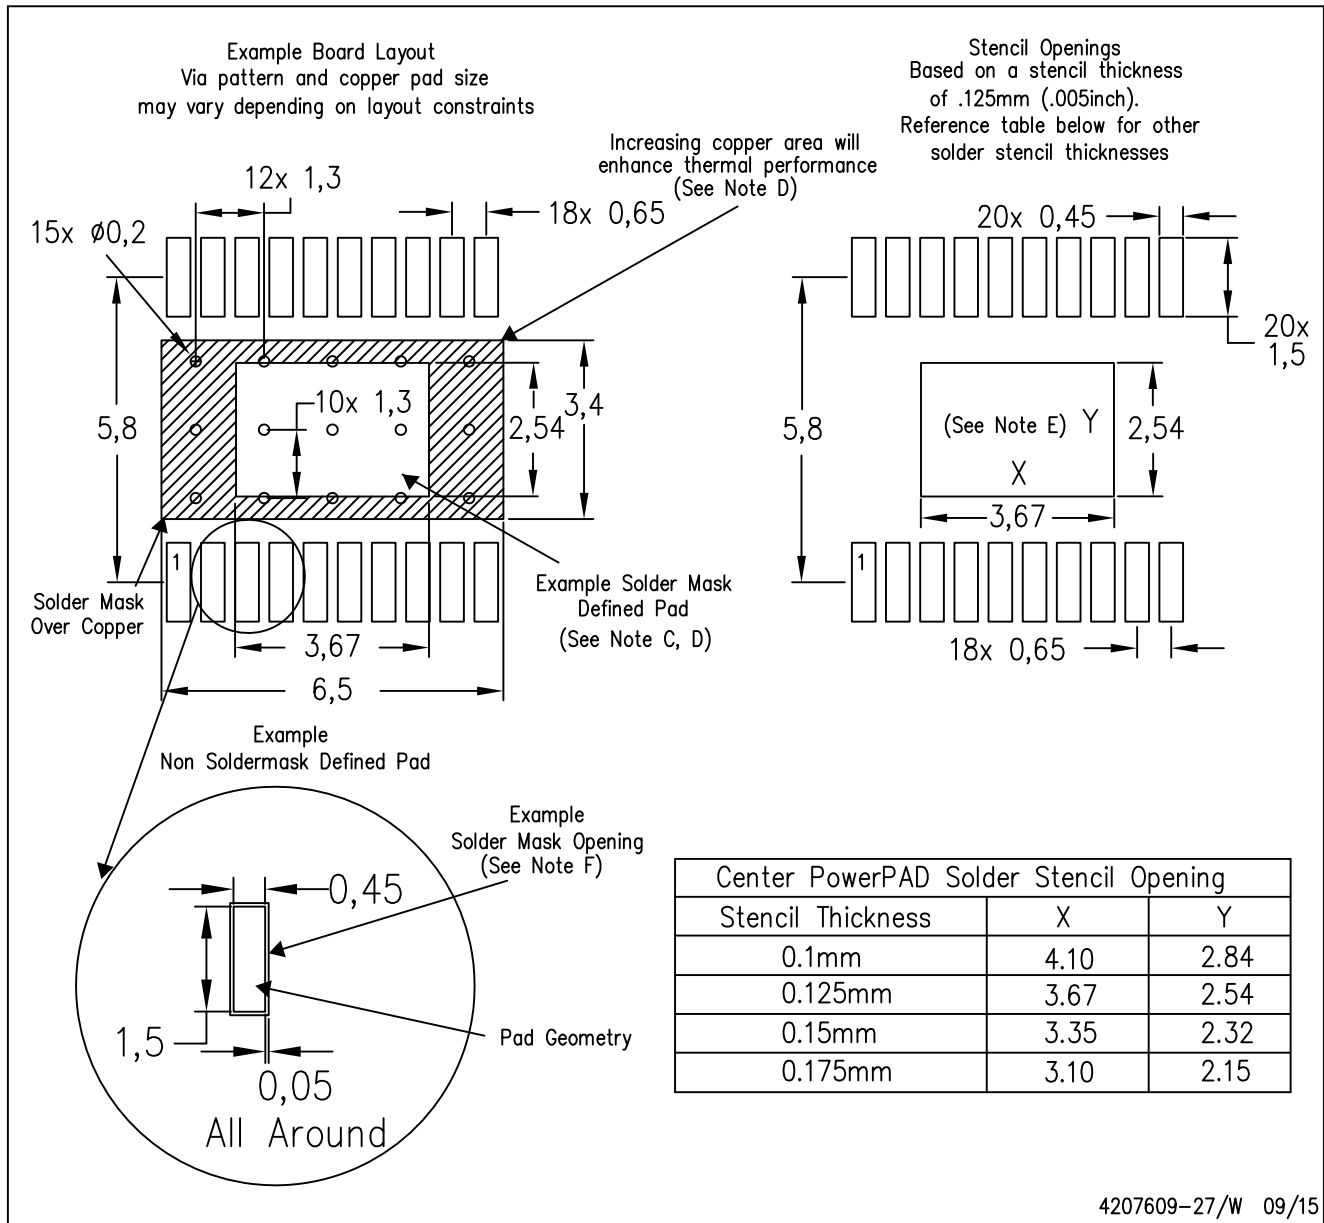 Example Board Layout
Via pattern and copper pad size
may vary depending on layout constraints
Stencil Openings
Based on a stencil thickness
of .125mm (.005inch).
Reference table below for other
solder stencil thicknesses
Increasing copper area will
enhance thermal performance
(See Note D)
12x 1,3
18x 0,65
15x ø0,2
5,8
10x 1,3
2,54
3,4
1
Solder Mask
Over Copper
Example Solder Mask
Defined Pad
(See Note C, D)
3,67
6,5
20x 0,45
20x
1,5
5,8
(See Note E) Y
X
2,54
3,67
1
18x 0,65
Example
Non Soldermask Defined Pad
Example
Solder Mask Opening
(See Note F)
0,45
1,5
Pad Geometry
0,05
All Around
Center PowerPAD Solder Stencil Opening
Stencil Thickness X Y
0.1mm 4.10 2.84
0.125mm 3.67 2.54
0.15mm 3.35 2.32
0.175mm 3.10 2.15
4207609-27/W 09/15